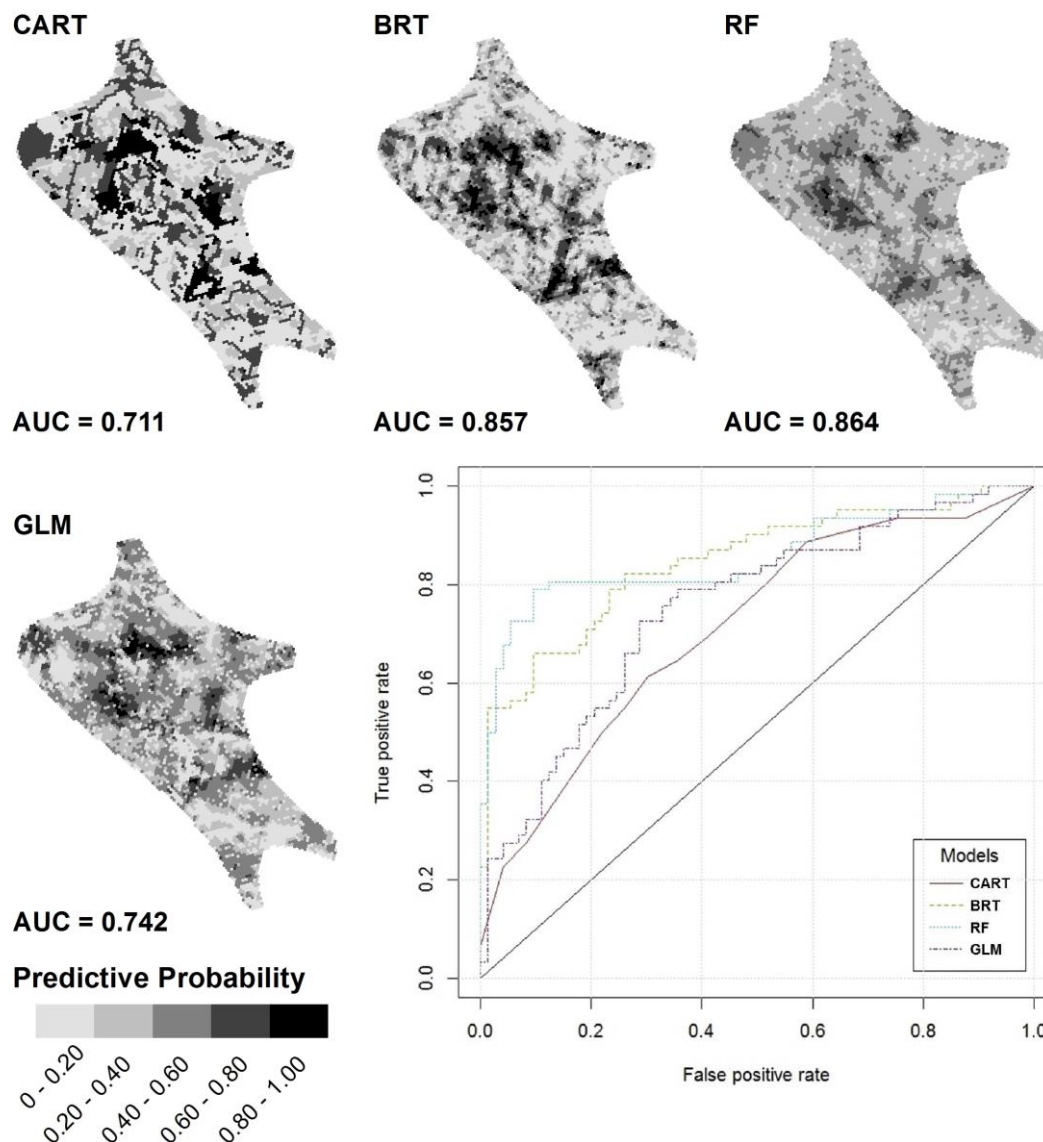 CART
BRT
RF
AUC = 0.711
AUC = 0.857
AUC = 0.864
GLM
AUC = 0.742
Predictive Probability
0 - 0.20
0.20 - 0.40
0.40 - 0.60
0.60 - 0.80
0.80 - 1.00
True positive rate
1.0
0.8
0.6
0.4
0.2
0.0
Models
CART
BRT
RF
GLM
0.0 0.2 0.4 0.6 0.8 1.0
False positive rate